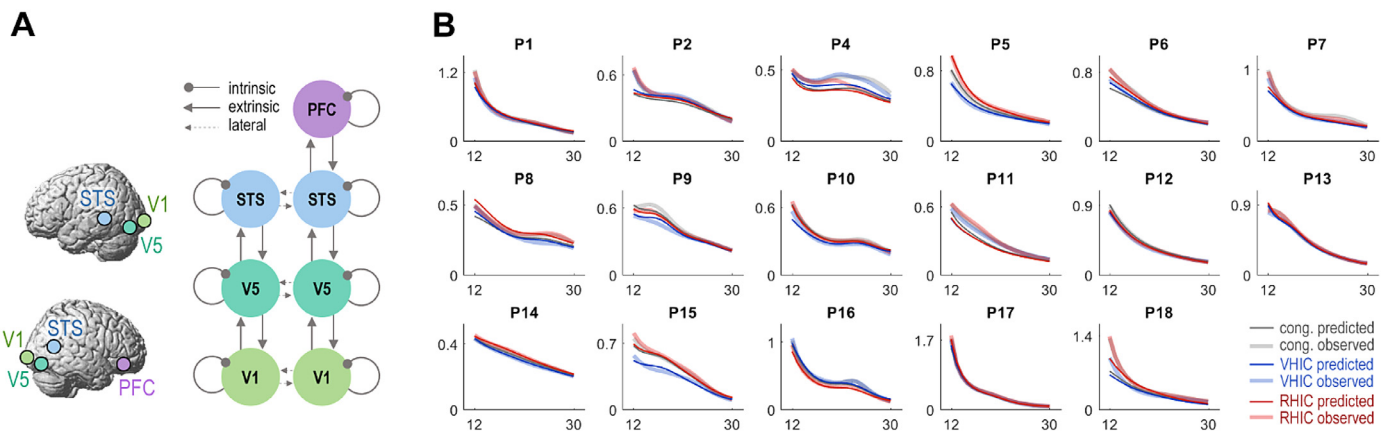 A
intrinsic
extrinsic
lateral
PFC
STS STS
V5 V5
V1 V1
STS
V1
V5
V1
STS
V5
PFC
B
P1 P2 P4 P5 P6 P7
1.2 0.6 0.5 0.8 0.8 1
0 0 0 0 0 0
12 30 12 30 12 30 12 30 12 30 12 30
P8 P9 P10 P11 P12 P13
0.5 0.6 0.6 0.6 0.9 0.9
0 0 0 0 0 0
12 30 12 30 12 30 12 30 12 30 12 30
P14 P15 P16 P17 P18
0.4 0.7 1 1.7 1.4
0 0 0 0 0
12 30 12 30 12 30 12 30 12 30
cong. predicted
cong. observed
VHIC predicted
VHIC observed
RHIC predicted
RHIC observed